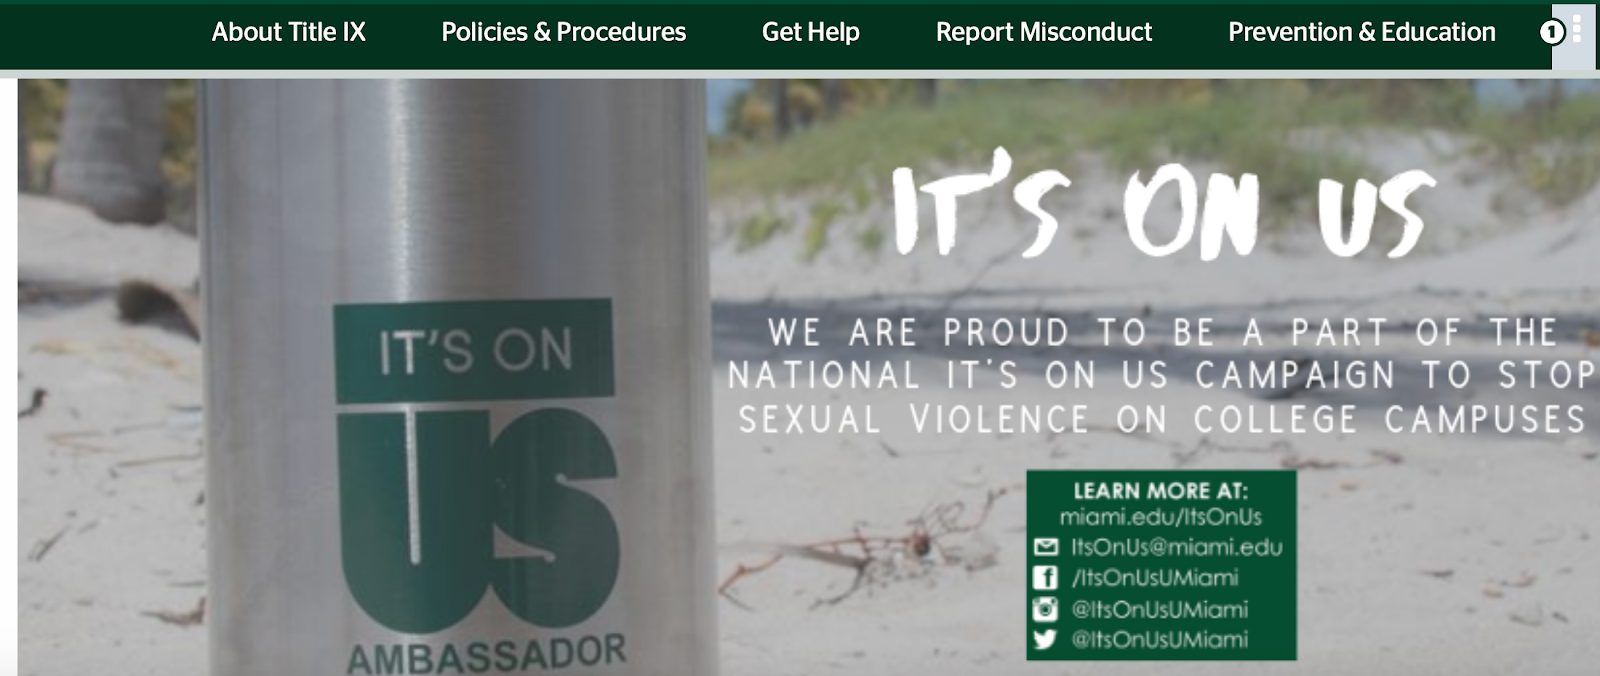 About Title IX Policies & Procedures Get Help Report Misconduct Prevention & Education 1
IT'S ON
US
AMBASSADOR
IT'S ON US
WE ARE PROUD TO BE A PART OF THE
NATIONAL IT'S ON US CAMPAIGN TO STOP
SEXUAL VIOLENCE ON COLLEGE CAMPUSES
LEARN MORE AT:
miami.edu/ItsOnUs
ItsOnUs@miami.edu
/ItsOnUsUMiami
@ItsOnUsUMiami
@ItsOnUsUMiami